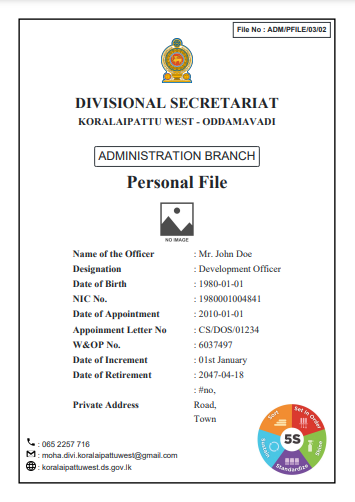 File No : ADM/PFILE/03/02
DIVISIONAL SECRETARIAT
KORALAIPATTU WEST - ODDAMAVADI
ADMINISTRATION BRANCH
Personal File
NO IMAGE
Name of the Officer : Mr. John Doe
Designation : Development Officer
Date of Birth : 1980-01-01
NIC No. : 1980001004841
Date of Appointment : 2010-01-01
Appoinment Letter No : CS/DOS/01234
W&OP No. : 6037497
Date of Increment : 01st January
Date of Retirement : 2047-04-18
: #no,
Private Address Road,
Town
: 065 2257 716
: moha.divi.koralaipattuwest@gmail.com
: koralaipattuwest.ds.gov.lk
Sort
Set In Order
Shine
Standardize
Sustain
5S